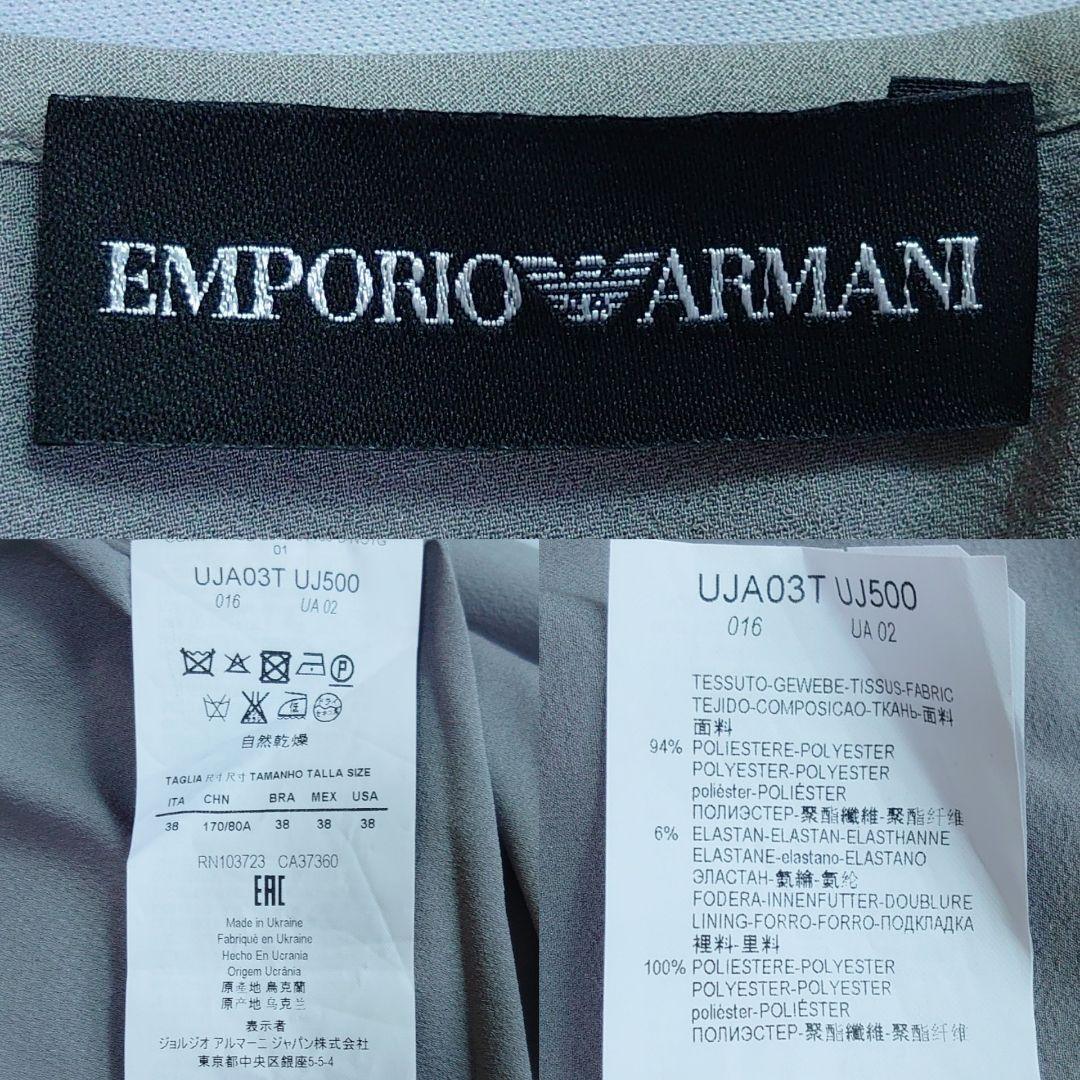 EMPORIO ARMANI
01
UJA03T UJ500
016 UA 02
自然乾燥
TAGLIA 尺寸 尺寸 TAMANHO TALLA SIZE
ITA CHN BRA MEX USA
38 170/80A 38 38 38
RN103723 CA37360
EAC
Made in Ukraine
Fabriqué en Ukraine
Hecho En Ucrania
Origem Ucrânia
原產地 烏克蘭
原产地 乌克兰
表示者
ジョルジオ アルマーニ ジャパン株式会社
東京都中央区銀座5-5-4
UJA03T UJ500
016 UA 02
TESSUTO-GEWEBE-TISSUS-FABRIC
TEJIDO-COMPOSICAO-ТКАНЬ-面料
面料
94% POLIESTERE-POLYESTER
POLYESTER-POLYESTER
poliéster-POLIÉSTER
ПОЛИЭСТЕР-聚酯纖維-聚酯纤维
6% ELASTAN-ELASTAN-ELASTHANNE
ELASTANE-elastano-ELASTANO
ЭЛАСТАН-氨綸-氨纶
FODERA-INNENFUTTER-DOUBLURE
LINING-FORRO-FORRO-ПОДКЛАДКА
裡料-里料
100% POLIESTERE-POLYESTER
POLYESTER-POLYESTER
poliéster-POLIÉSTER
ПОЛИЭСТЕР-聚酯纖維-聚酯纤维